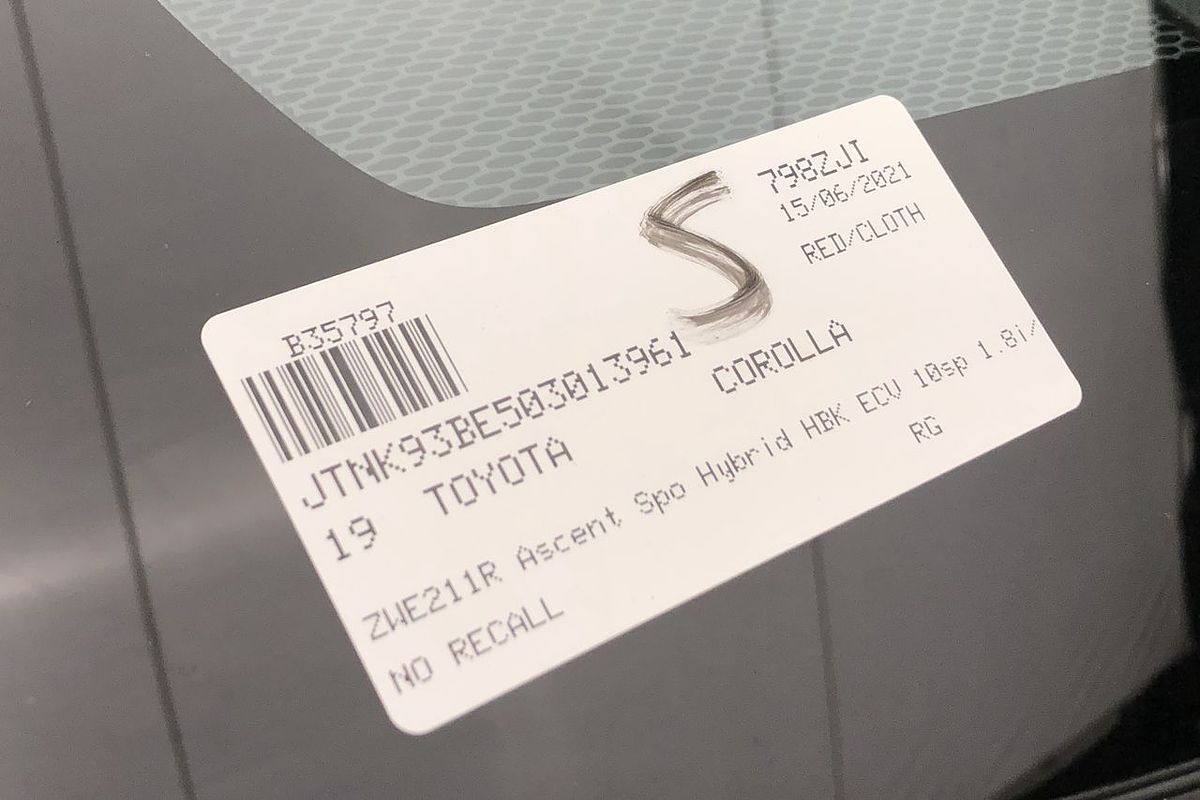 S
798ZJI
15/06/2021
RED/CLOTH
B35797
JTNK93BE503013961
19 TOYOTA COROLLA
ZWE211R Ascent Spo Hybrid HBK ECV 10sp 1.8i/
NO RECALL RG